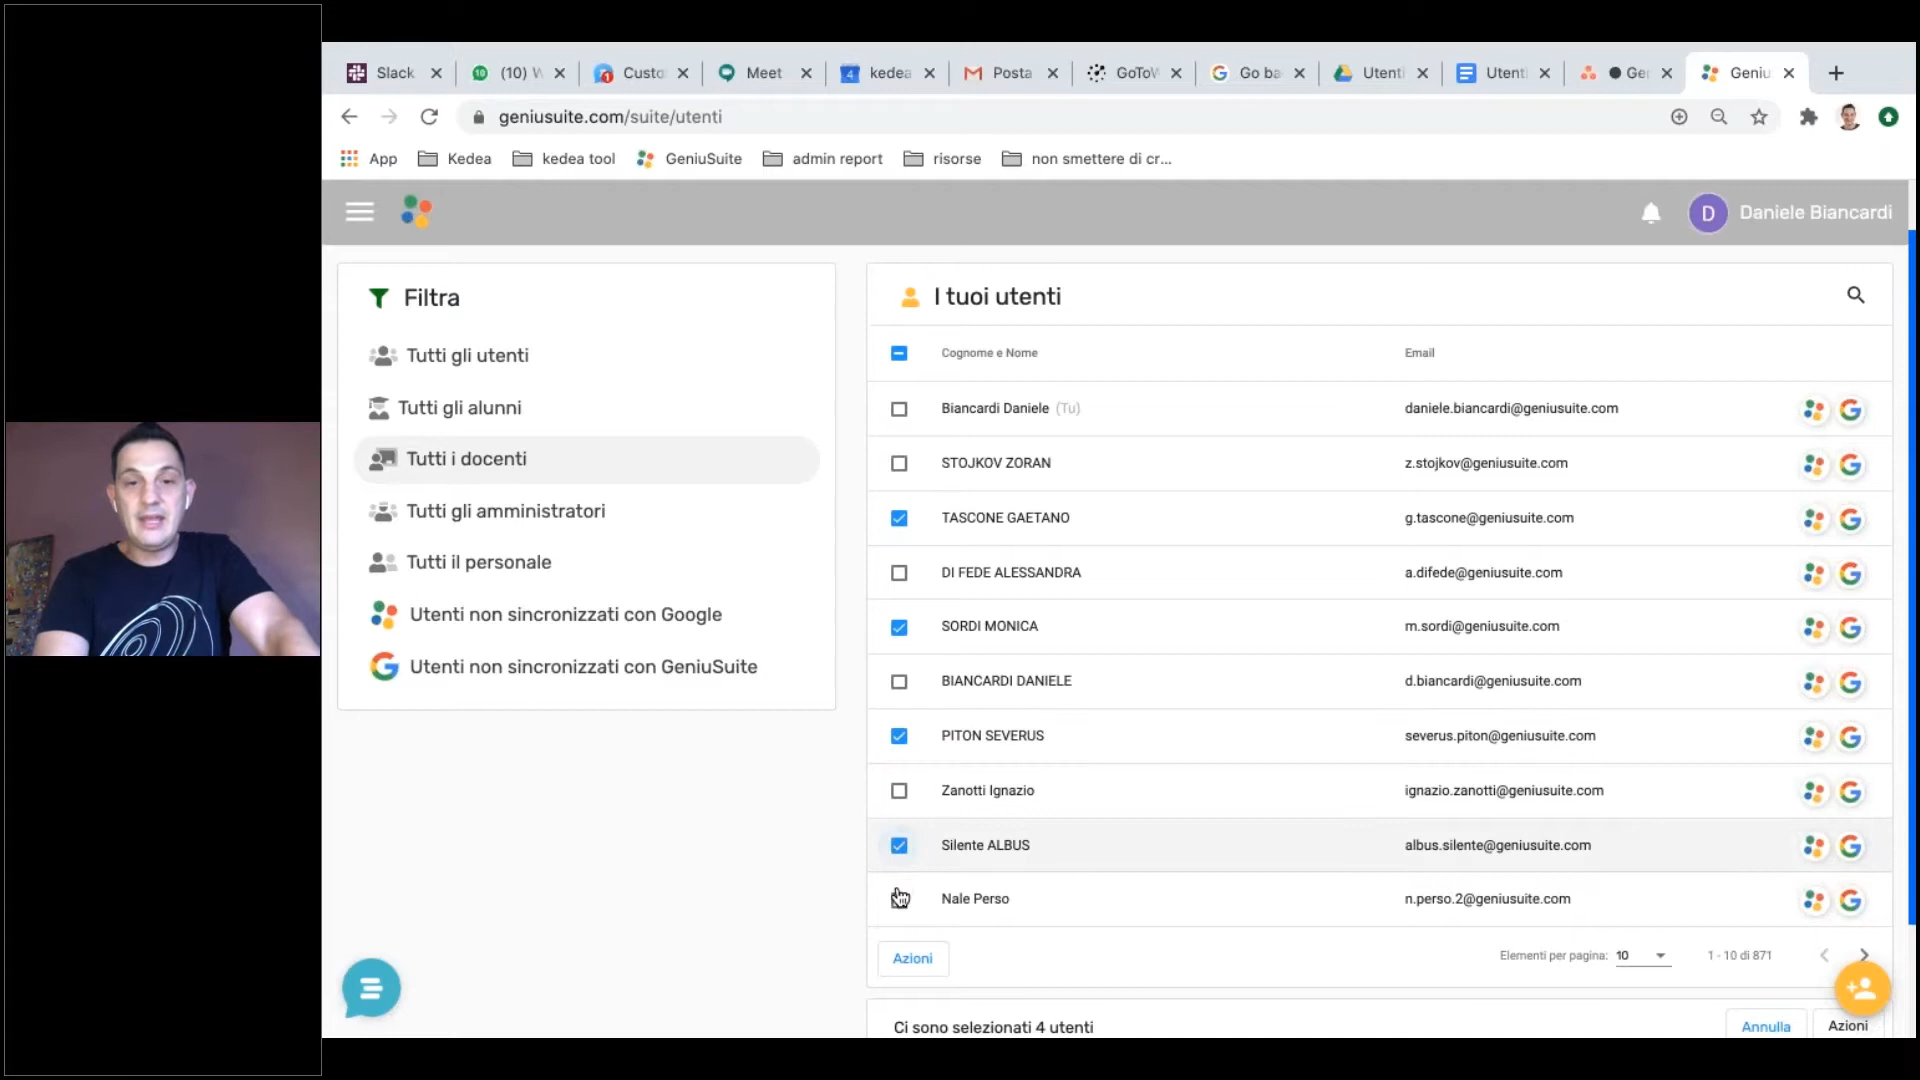 Slack
(10) W
Custo
Meet
kedea
Posta
GoToW
Go ba
Utenti
Utenti
Ge
Geniu
geniusuite.com/suite/utenti
App
Kedea
kedea tool
GeniuSuite
admin report
risorse
non smettere di cr...
D
Daniele Biancardi
Filtra
Tutti gli utenti
Tutti gli alunni
Tutti i docenti
Tutti gli amministratori
Tutti il personale
Utenti non sincronizzati con Google
Utenti non sincronizzati con GeniuSuite
I tuoi utenti
Cognome e Nome Email
Biancardi Daniele (Tu) daniele.biancardi@geniusuite.com
STOJKOV ZORAN z.stojkov@geniusuite.com
TASCONE GAETANO g.tascone@geniusuite.com
DI FEDE ALESSANDRA a.difede@geniusuite.com
SORDI MONICA m.sordi@geniusuite.com
BIANCARDI DANIELE d.biancardi@geniusuite.com
PITON SEVERUS severus.piton@geniusuite.com
Zanotti Ignazio ignazio.zanotti@geniusuite.com
Silente ALBUS albus.silente@geniusuite.com
Nale Perso n.perso.2@geniusuite.com
Azioni
Elementi per pagina: 10 1 - 10 di 871
Ci sono selezionati 4 utenti
Annulla
Azioni